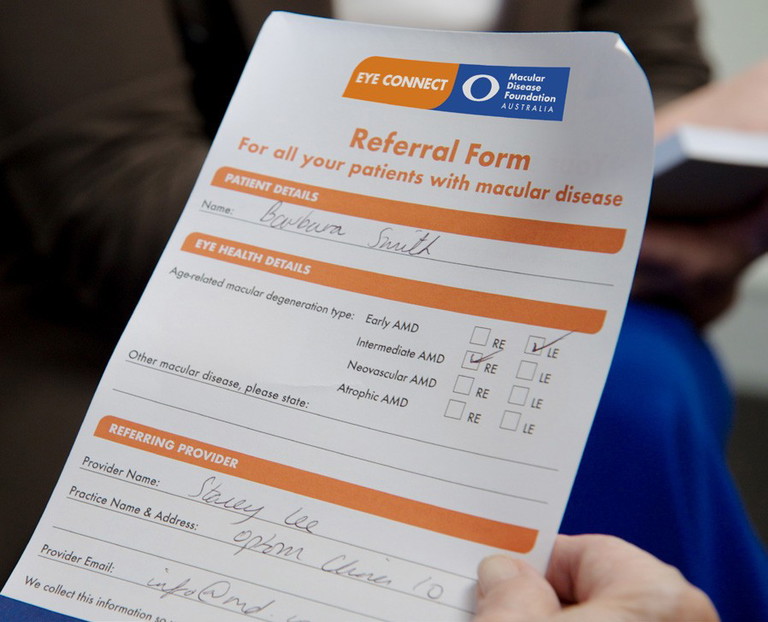 EYE CONNECT
Macular
Disease
Foundation
AUSTRALIA
Referral Form
For all your patients with macular disease
PATIENT DETAILS
Name: Barbara Smith
EYE HEALTH DETAILS
Age-related macular degeneration type: Early AMD RE LE
Intermediate AMD RE LE
Neovascular AMD RE LE
Atrophic AMD RE LE
Other macular disease, please state:
REFERRING PROVIDER
Provider Name: Stacey Lee
Practice Name & Address: Optom 10
Provider Email: info@md.
We collect this information so